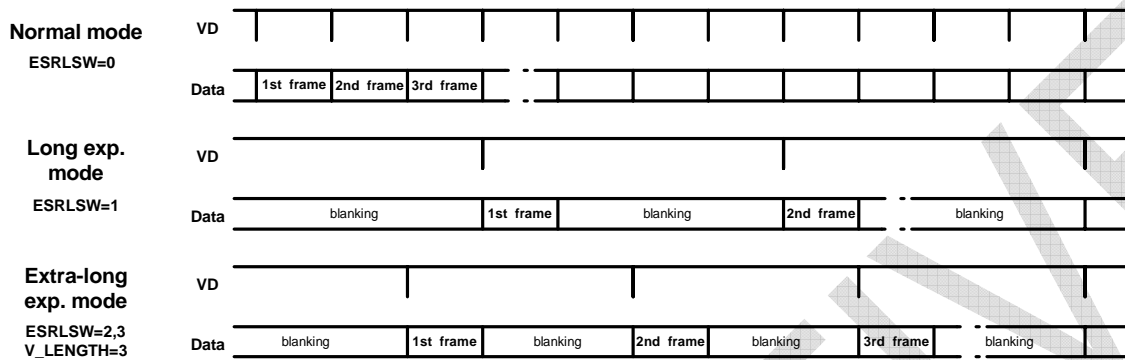 Normal mode
ESRLSW=0
VD
Data
1st frame 2nd frame 3rd frame
Long exp.
mode
ESRLSW=1
VD
Data
blanking 1st frame blanking 2nd frame blanking
Extra-long
exp. mode
ESRLSW=2,3
V_LENGTH=3
VD
Data
blanking 1st frame blanking 2nd frame blanking 3rd frame blanking